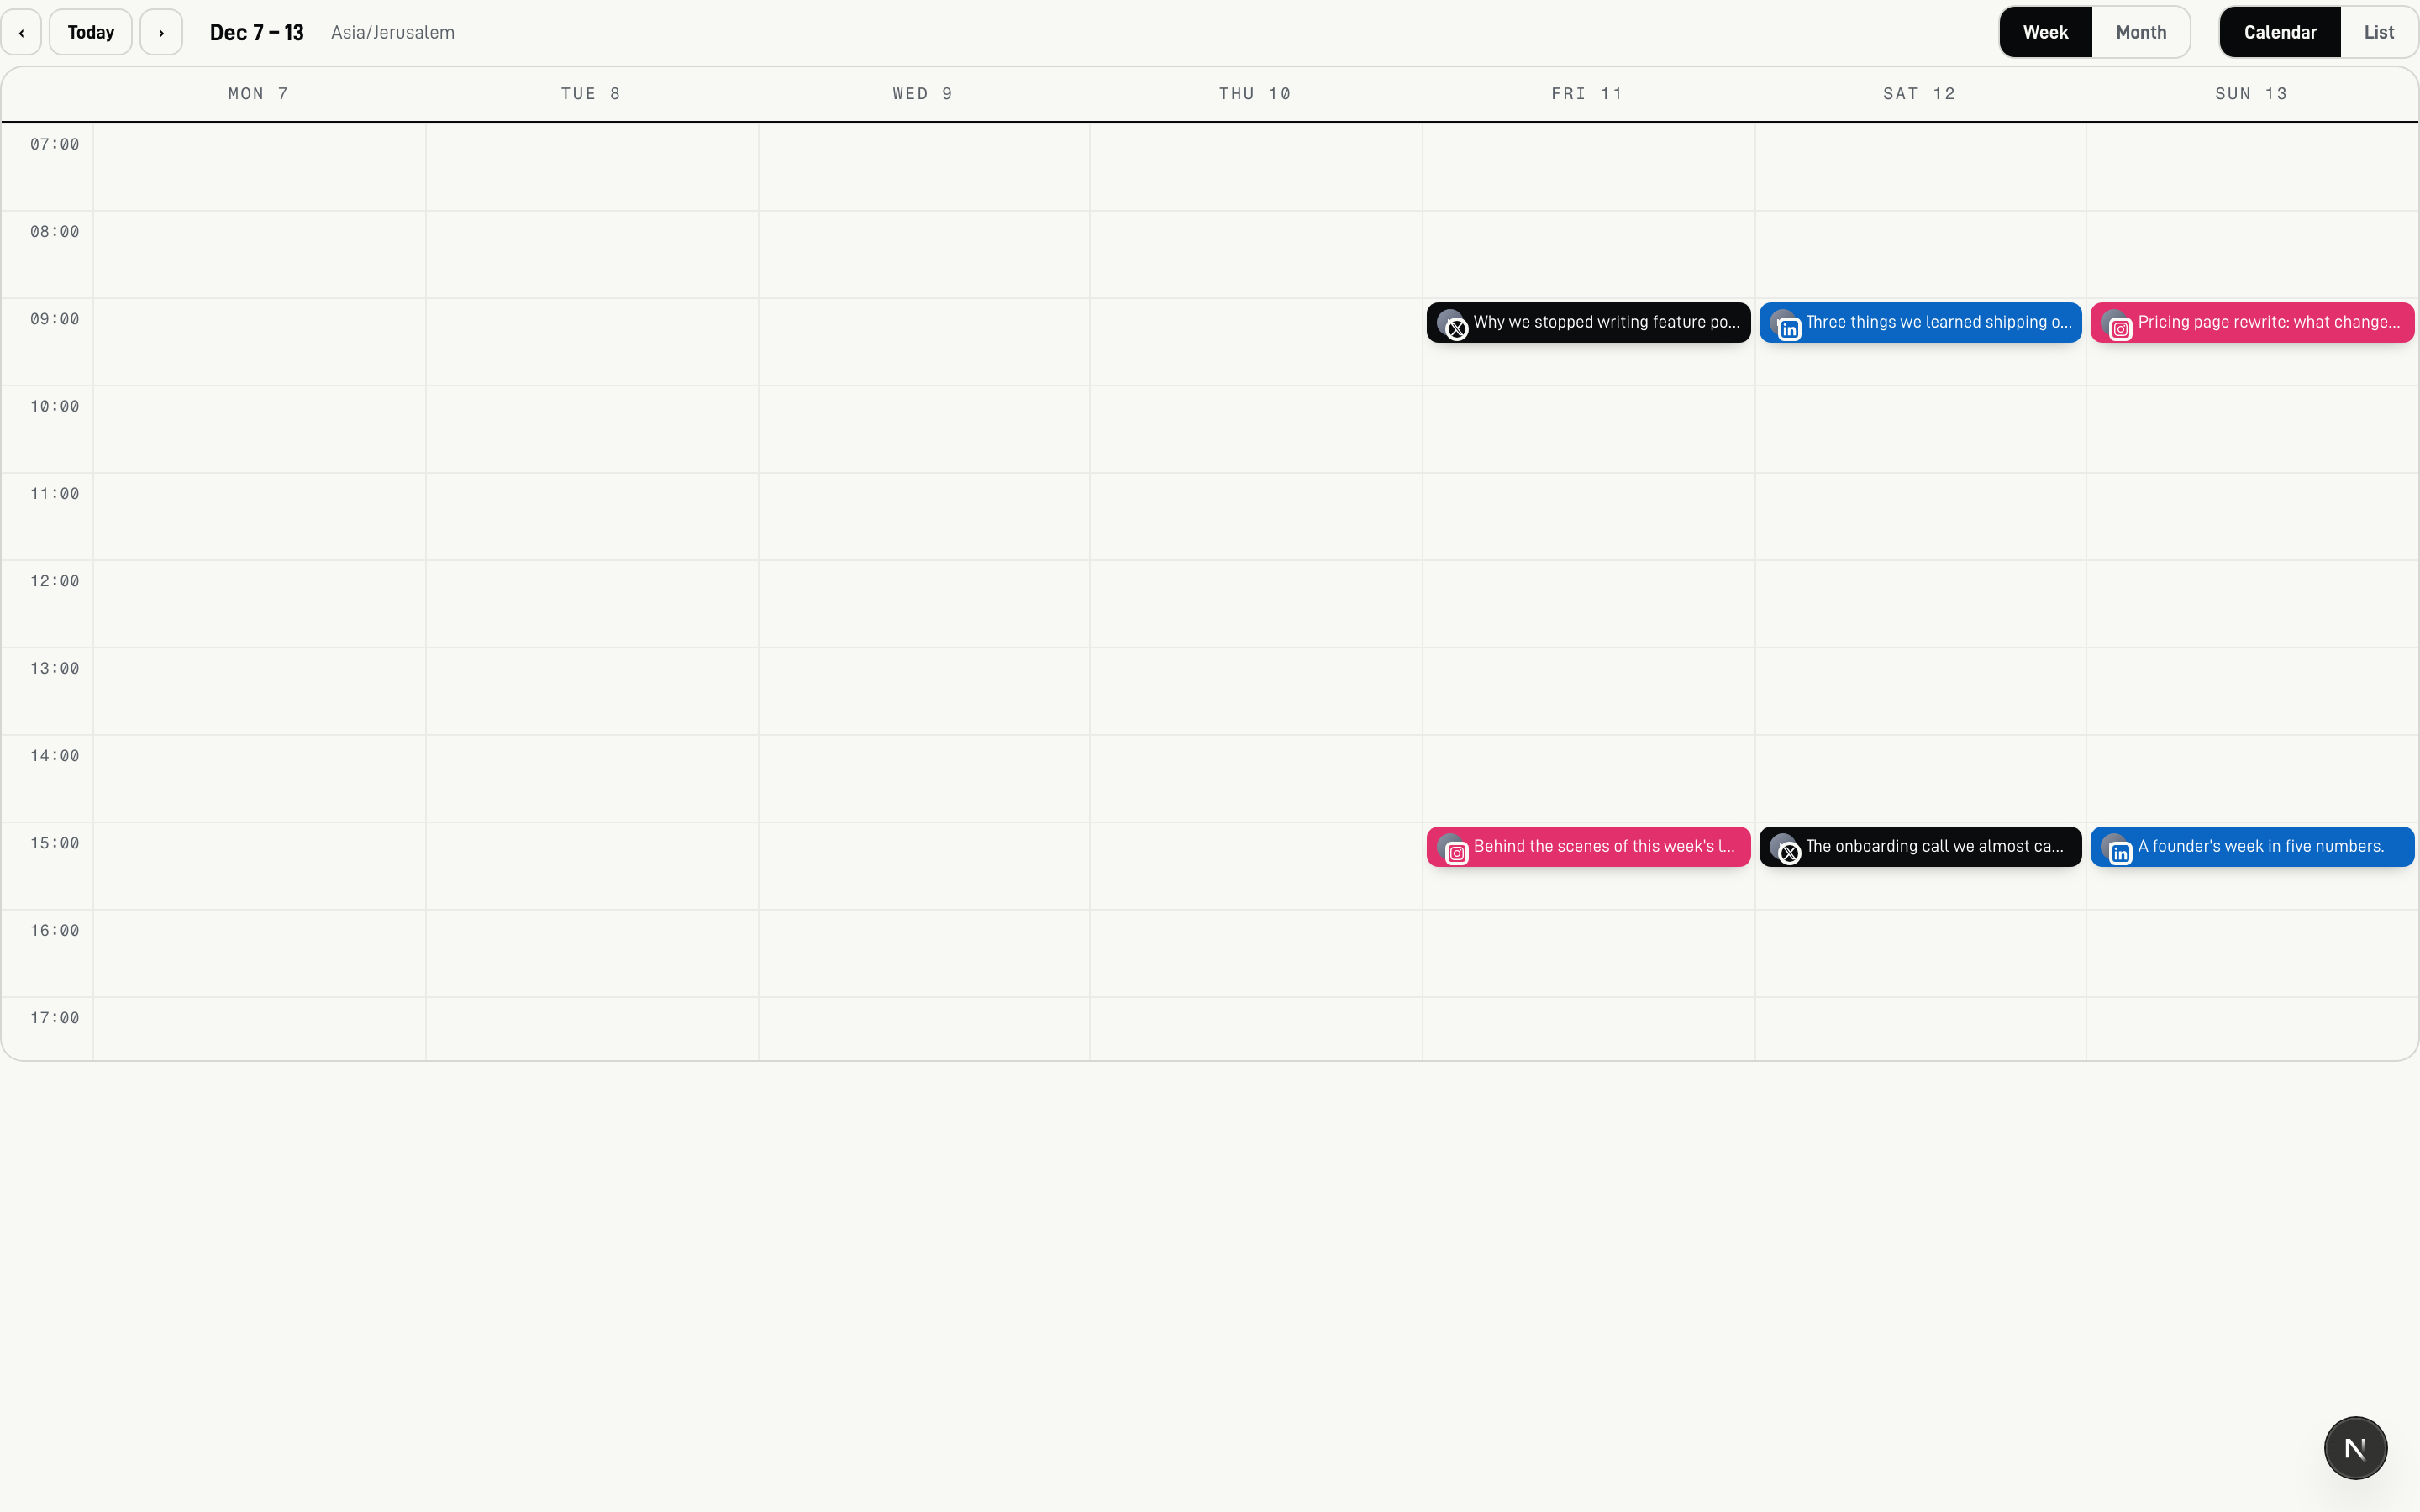 ‹ Today › Dec 7 – 13 Asia/Jerusalem Week Month Calendar List
MON 7 TUE 8 WED 9 THU 10 FRI 11 SAT 12 SUN 13
07:00
08:00
09:00 Why we stopped writing feature po... Three things we learned shipping o... Pricing page rewrite: what change...
10:00
11:00
12:00
13:00
14:00
15:00 Behind the scenes of this week's l... The onboarding call we almost ca... A founder's week in five numbers.
16:00
17:00
N